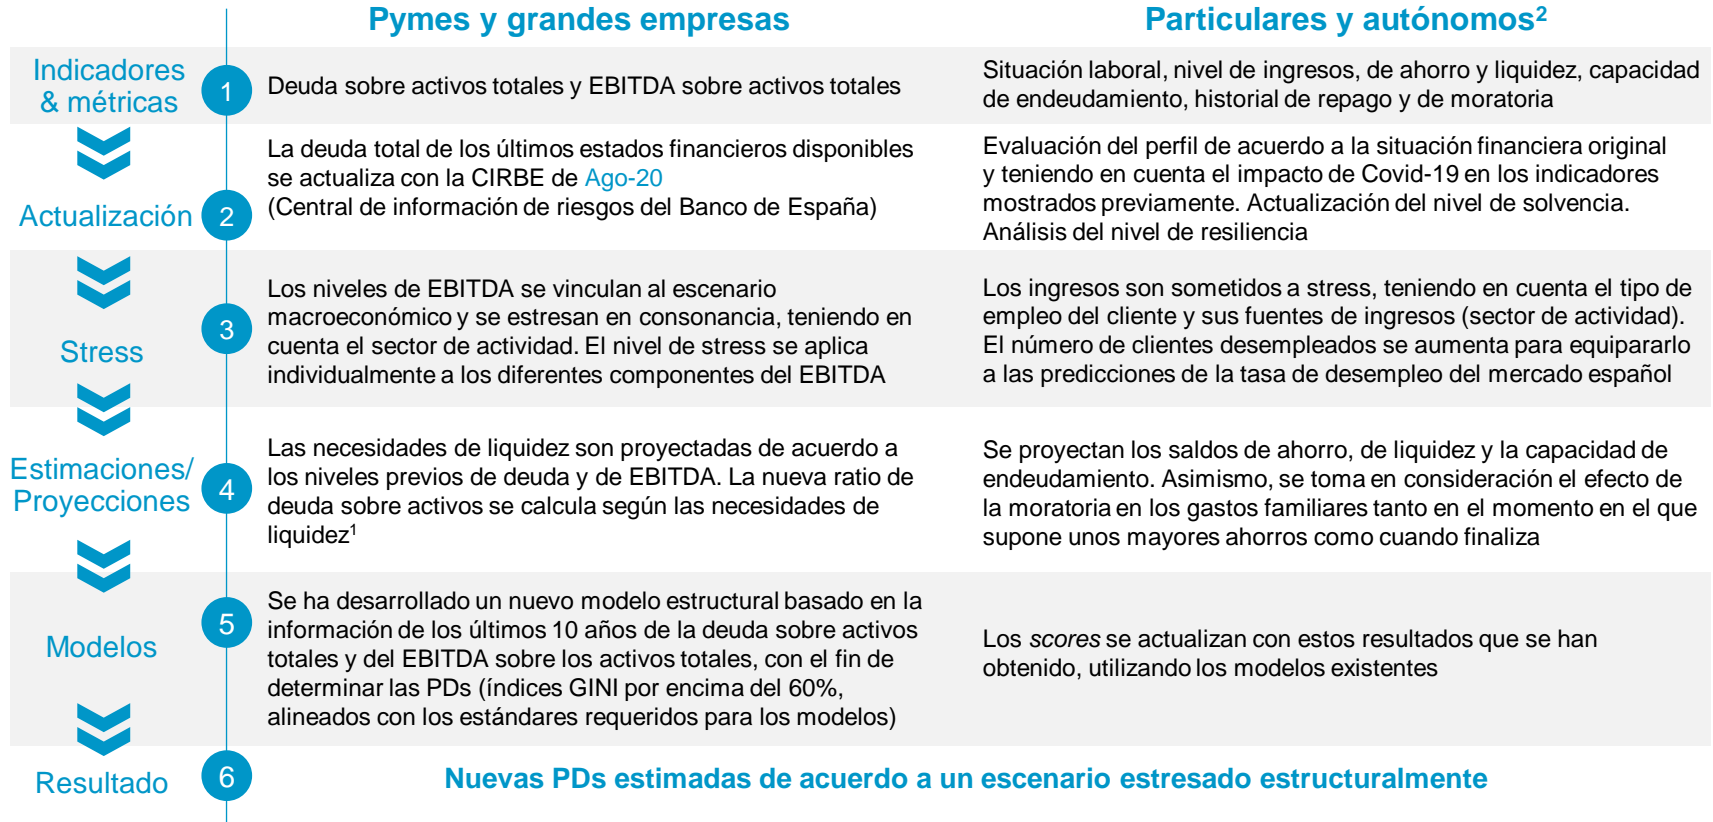 Pymes y grandes empresas
Particulares y autónomos²
Indicadores
& métricas
1
Deuda sobre activos totales y EBITDA sobre activos totales
Situación laboral, nivel de ingresos, de ahorro y liquidez, capacidad
de endeudamiento, historial de repago y de moratoria
Actualización
2
La deuda total de los últimos estados financieros disponibles
se actualiza con la CIRBE de Ago-20
(Central de información de riesgos del Banco de España)
Evaluación del perfil de acuerdo a la situación financiera original
y teniendo en cuenta el impacto de Covid-19 en los indicadores
mostrados previamente. Actualización del nivel de solvencia.
Análisis del nivel de resiliencia
Stress
3
Los niveles de EBITDA se vinculan al escenario
macroeconómico y se estresan en consonancia, teniendo en
cuenta el sector de actividad. El nivel de stress se aplica
individualmente a los diferentes componentes del EBITDA
Los ingresos son sometidos a stress, teniendo en cuenta el tipo de
empleo del cliente y sus fuentes de ingresos (sector de actividad).
El número de clientes desempleados se aumenta para equipararlo
a las predicciones de la tasa de desempleo del mercado español
Estimaciones/
Proyecciones
4
Las necesidades de liquidez son proyectadas de acuerdo a
los niveles previos de deuda y de EBITDA. La nueva ratio de
deuda sobre activos se calcula según las necesidades de
liquidez¹
Se proyectan los saldos de ahorro, de liquidez y la capacidad de
endeudamiento. Asimismo, se toma en consideración el efecto de
la moratoria en los gastos familiares tanto en el momento en el que
supone unos mayores ahorros como cuando finaliza
Modelos
5
Se ha desarrollado un nuevo modelo estructural basado en la
información de los últimos 10 años de la deuda sobre activos
totales y del EBITDA sobre los activos totales, con el fin de
determinar las PDs (índices GINI por encima del 60%,
alineados con los estándares requeridos para los modelos)
Los scores se actualizan con estos resultados que se han
obtenido, utilizando los modelos existentes
Resultado
6
Nuevas PDs estimadas de acuerdo a un escenario estresado estructuralmente